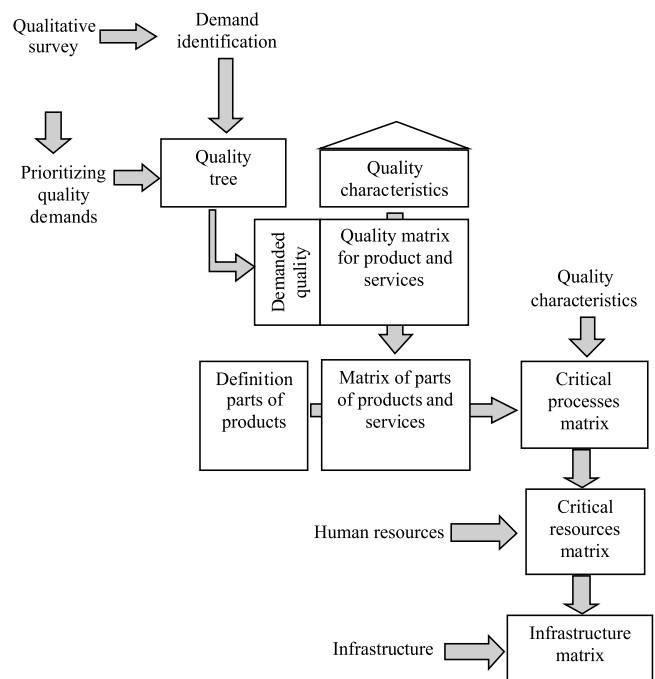 Qualitative
survey
Demand
identification
Prioritizing
quality
demands
Quality
tree
Quality
characteristics
Demanded
quality
Quality matrix
for product and
services
Quality
characteristics
Definition
parts of
products
Matrix of parts
of products and
services
Critical
processes
matrix
Human resources
Critical
resources
matrix
Infrastructure
Infrastructure
matrix